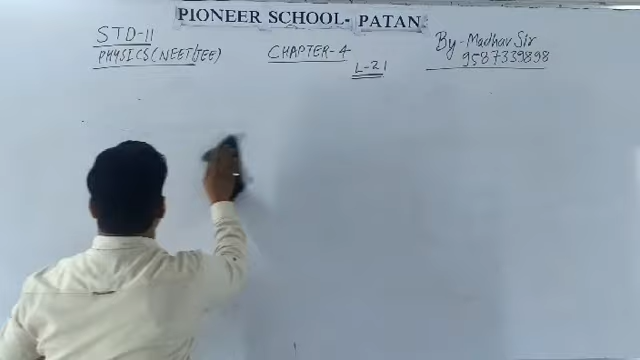 PIONEER SCHOOL- PATAN
STD-11
PHYSICS(NEET/JEE)
CHAPTER-4
L-21
By-Madhav Sir
9587339898